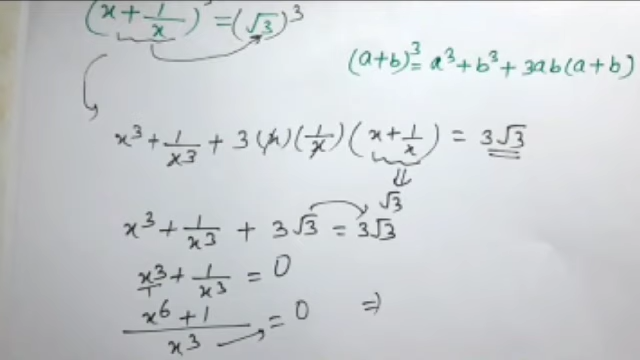 (x + 1/x)³ = (√3)³
(a+b)³ = a³ + b³ + 3ab(a+b)
x³ + 1/x³ + 3(x)(1/x)(x + 1/x) = 3√3
⇓
√3
x³ + 1/x³ + 3√3 = 3√3
x³/1 + 1/x³ = 0
x⁶ + 1/x³ = 0 ⇒